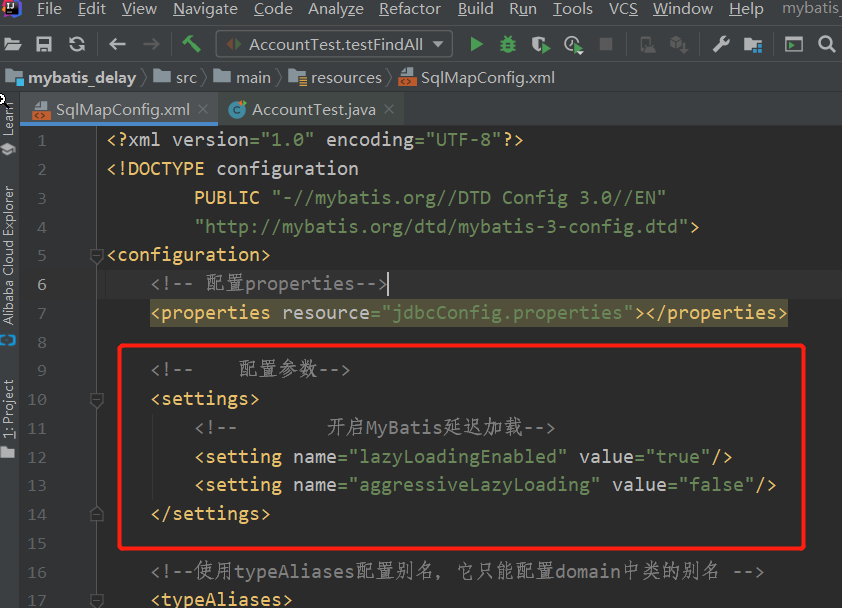 File Edit View Navigate Code Analyze Refactor Build Run Tools VCS Window Help mybatis_
AccountTest.testFindAll
mybatis_delay src main resources SqlMapConfig.xml
SqlMapConfig.xml AccountTest.java
Learn
Alibaba Cloud Explorer
1: Project
1 <?xml version="1.0" encoding="UTF-8"?>
2 <!DOCTYPE configuration
3 PUBLIC "-//mybatis.org//DTD Config 3.0//EN"
4 "http://mybatis.org/dtd/mybatis-3-config.dtd">
5 <configuration>
6 <!-- 配置properties-->
7 <properties resource="jdbcConfig.properties"></properties>
8
9 <!-- 配置参数-->
10 <settings>
11 <!-- 开启MyBatis延迟加载-->
12 <setting name="lazyLoadingEnabled" value="true"/>
13 <setting name="aggressiveLazyLoading" value="false"/>
14 </settings>
15
16 <!--使用typeAliases配置别名，它只能配置domain中类的别名 -->
17 <typeAliases>